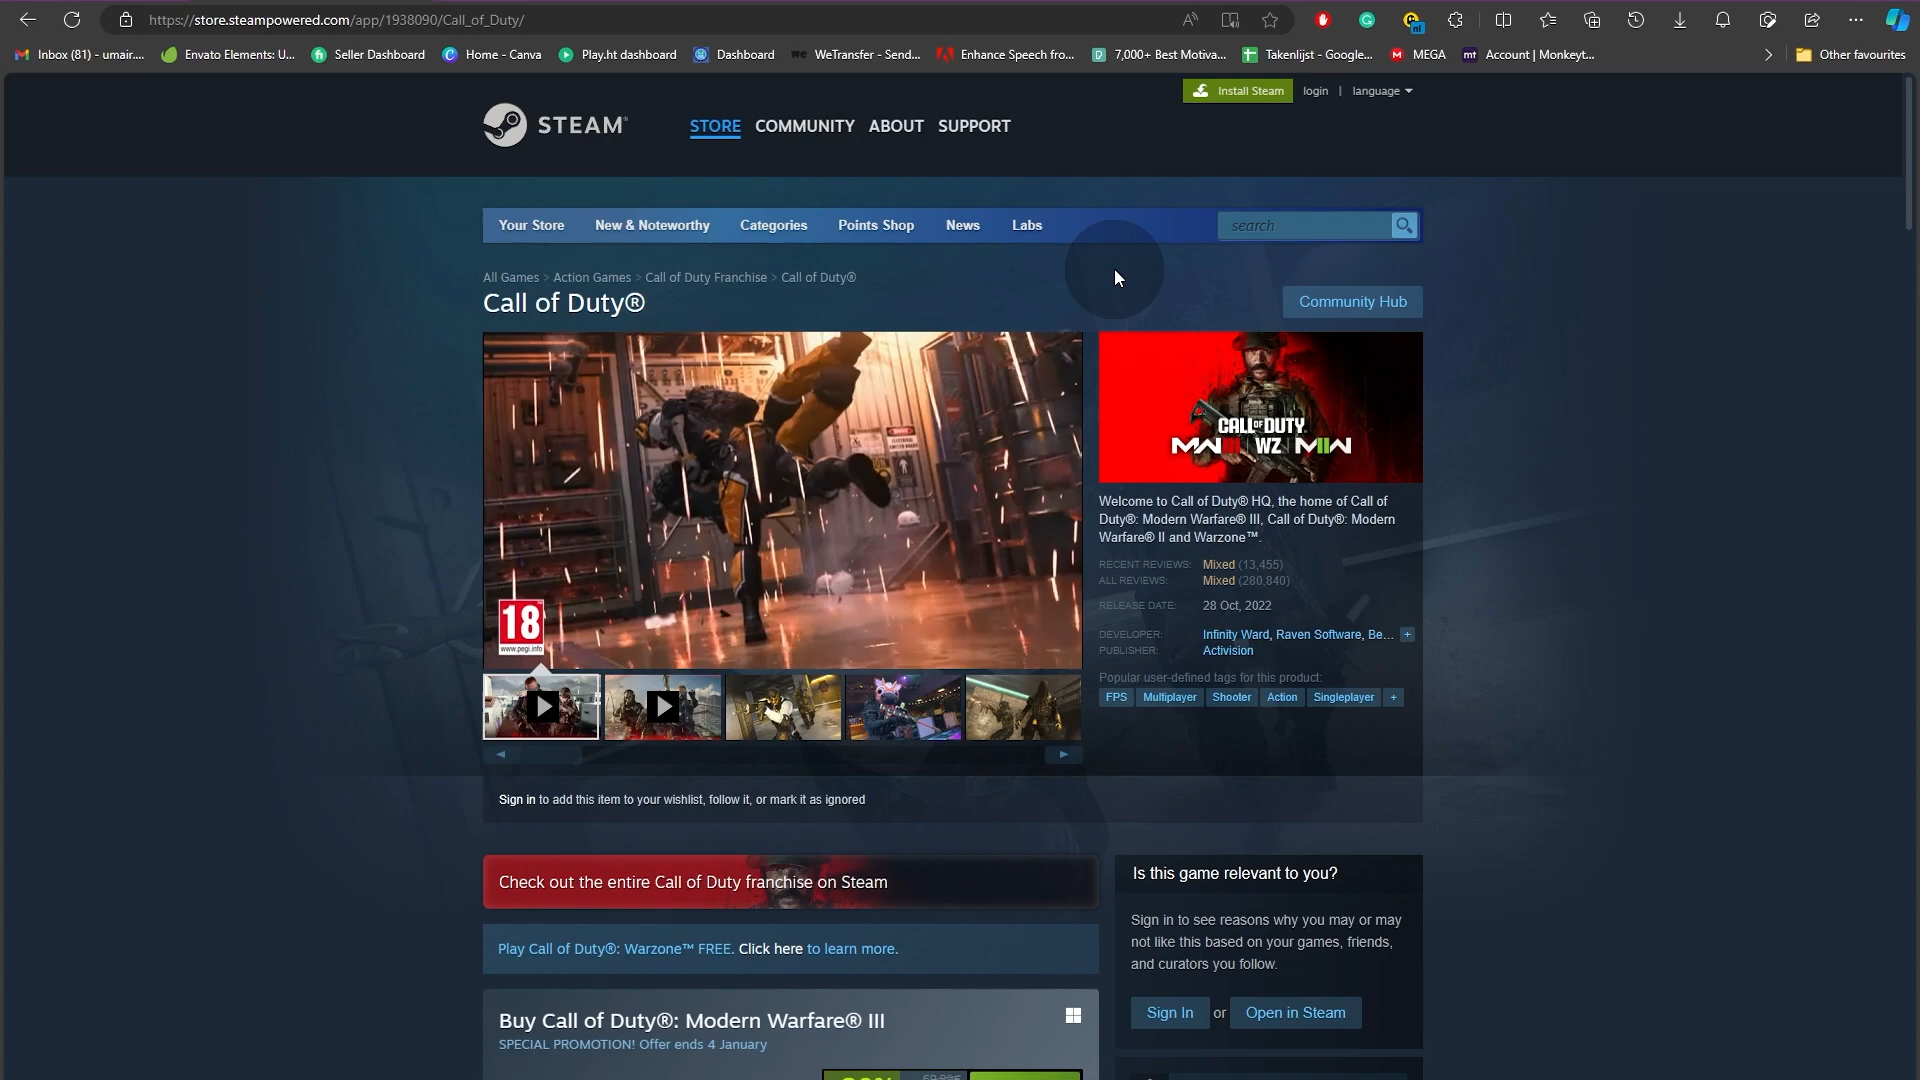 https://store.steampowered.com/app/1938090/Call_of_Duty/
Inbox (81) - umair....
Envato Elements: U...
Seller Dashboard
Home - Canva
Play.ht dashboard
Dashboard
WeTransfer - Send...
Enhance Speech fro...
7,000+ Best Motiva...
Takenlijst - Google...
MEGA
mt Account | Monkeyt...
Other favourites
Install Steam
login | language
STEAM
STORE COMMUNITY ABOUT SUPPORT
Your Store
New & Noteworthy
Categories
Points Shop
News
Labs
search
All Games > Action Games > Call of Duty Franchise > Call of Duty®
Call of Duty®
Community Hub
18
www.pegi.info
CALL OF DUTY
MWIII | WZ | MWII
Welcome to Call of Duty® HQ, the home of Call of
Duty®: Modern Warfare® III, Call of Duty®: Modern
Warfare® II and Warzone™.
RECENT REVIEWS: Mixed (13,455)
ALL REVIEWS: Mixed (280,840)
RELEASE DATE: 28 Oct, 2022
DEVELOPER: Infinity Ward, Raven Software, Be... +
PUBLISHER: Activision
Popular user-defined tags for this product:
FPS Multiplayer Shooter Action Singleplayer +
Sign in to add this item to your wishlist, follow it, or mark it as ignored
Check out the entire Call of Duty franchise on Steam
Play Call of Duty®: Warzone™ FREE. Click here to learn more.
Buy Call of Duty®: Modern Warfare® III
SPECIAL PROMOTION! Offer ends 4 January
Is this game relevant to you?
Sign in to see reasons why you may or may
not like this based on your games, friends,
and curators you follow.
Sign In or Open in Steam